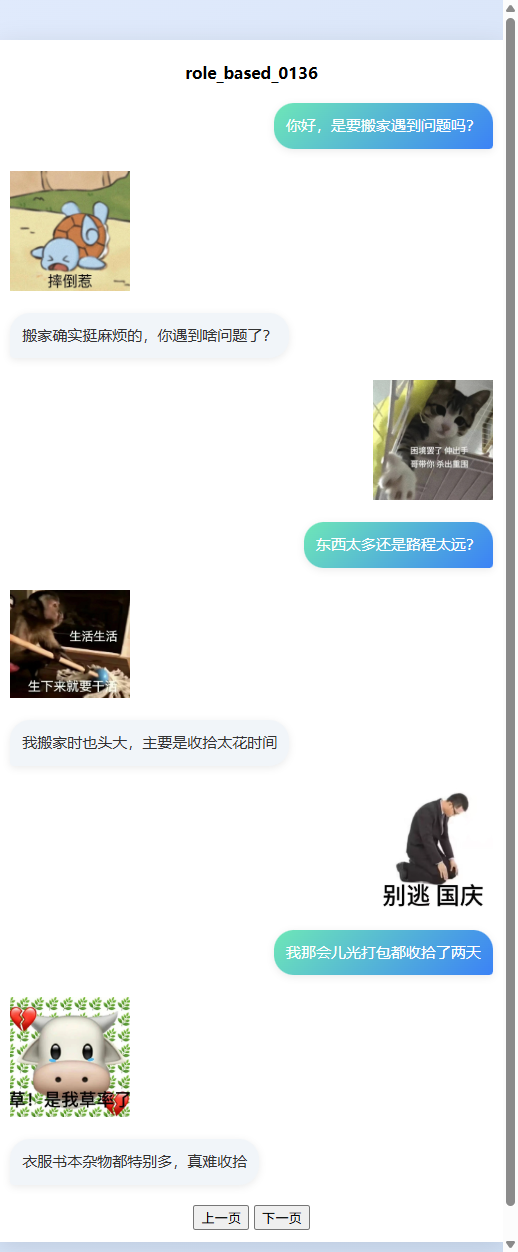 role_based_0136
你好，是要搬家遇到问题吗？
摔倒惹
搬家确实挺麻烦的，你遇到啥问题了？
困境罢了 伸出手
哥带你 杀出重围
东西太多还是路程太远？
生活生活
生下来就要干活
我搬家时也头大，主要是收拾太花时间
别逃 国庆
我那会儿光打包都收拾了两天
草！是我草率了
衣服书本杂物都特别多，真难收拾
上一页 下一页